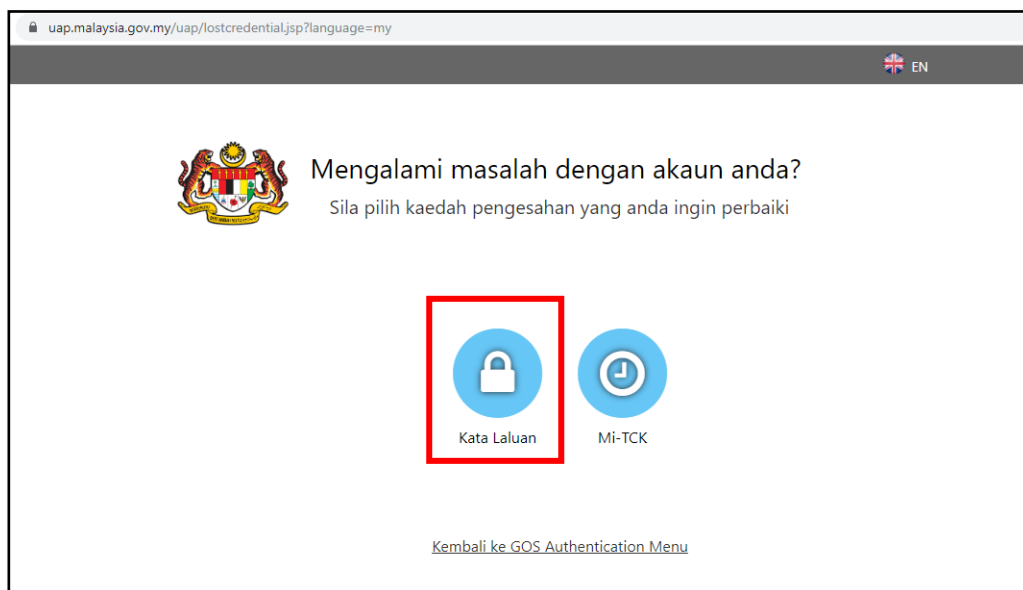 uap.malaysia.gov.my/uap/lostcredential.jsp?language=my
EN
Mengalami masalah dengan akaun anda?
Sila pilih kaedah pengesahan yang anda ingin perbaiki
Kata Laluan
Mi-TCK
Kembali ke GOS Authentication Menu